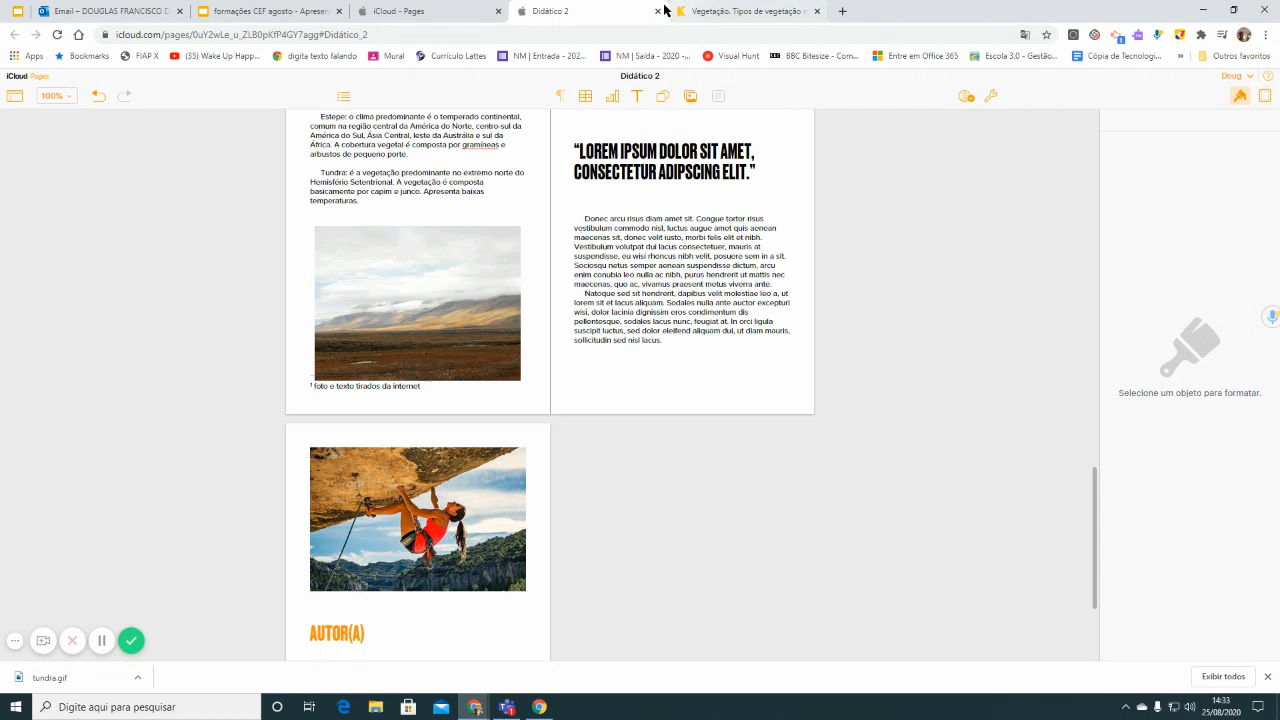 Email – DOUGLAS FRANCISCO D
formações CEF agosto - Apresen
iCloud - Pages
Didático 2
Vegetação. Tipos de vegetação n
icloud.com/pages/0uY2wLe_u_ZLB0pKfP4GY7agg#Didático_2
Apps
Bookmarks
FIAP X
(35) Wake Up Happ...
digita texto falando
Mural
Currículo Lattes
NM | Entrada - 202...
NM | Saída - 2020 -...
Visual Hunt
BBC Bitesize - Com...
Entre em Office 365
Escola 3.0 - Gestão...
Cópia de Tecnologi...
»
Outros favoritos
iCloud Pages
Didático 2
Doug
100%
Estepe: o clima predominante é o temperado continental,
comum na região central da América do Norte, centro-sul da
América do Sul, Ásia Central, leste da Austrália e sul da
África. A cobertura vegetal é composta por gramíneas e
arbustos de pequeno porte.
Tundra: é a vegetação predominante no extremo norte do
Hemisfério Setentrional. A vegetação é composta
basicamente por capim e junco. Apresenta baixas
temperaturas.
¹ foto e texto tirados da internet
“LOREM IPSUM DOLOR SIT AMET,
CONSECTETUR ADIPSCING ELIT.”
Donec arcu risus diam amet sit. Congue tortor risus
vestibulum commodo nisl, luctus augue amet quis aenean
maecenas sit, donec velit iusto, morbi felis elit et nibh.
Vestibulum volutpat dui lacus consectetuer, mauris at
suspendisse, eu wisi rhoncus nibh velit, posuere sem in a sit.
Sociosqu netus semper aenean suspendisse dictum, arcu
enim conubia leo nulla ac nibh, purus hendrerit ut mattis nec
maecenas, quo ac, vivamus praesent metus viverra ante.
Natoque sed sit hendrerit, dapibus velit molestiae leo a, ut
lorem sit et lacus aliquam. Sodales nulla ante auctor excepturi
wisi, dolor lacinia dignissim eros condimentum dis
pellentesque, sodales lacus nunc, feugiat at. In orci ligula
suscipit luctus, sed dolor eleifend aliquam dui, ut diam mauris,
sollicitudin sed nisl lacus.
Selecione um objeto para formatar.
AUTOR(A)
tundra.gif
Exibir todos
Digite aqui para pesquisar
14:33
25/08/2020